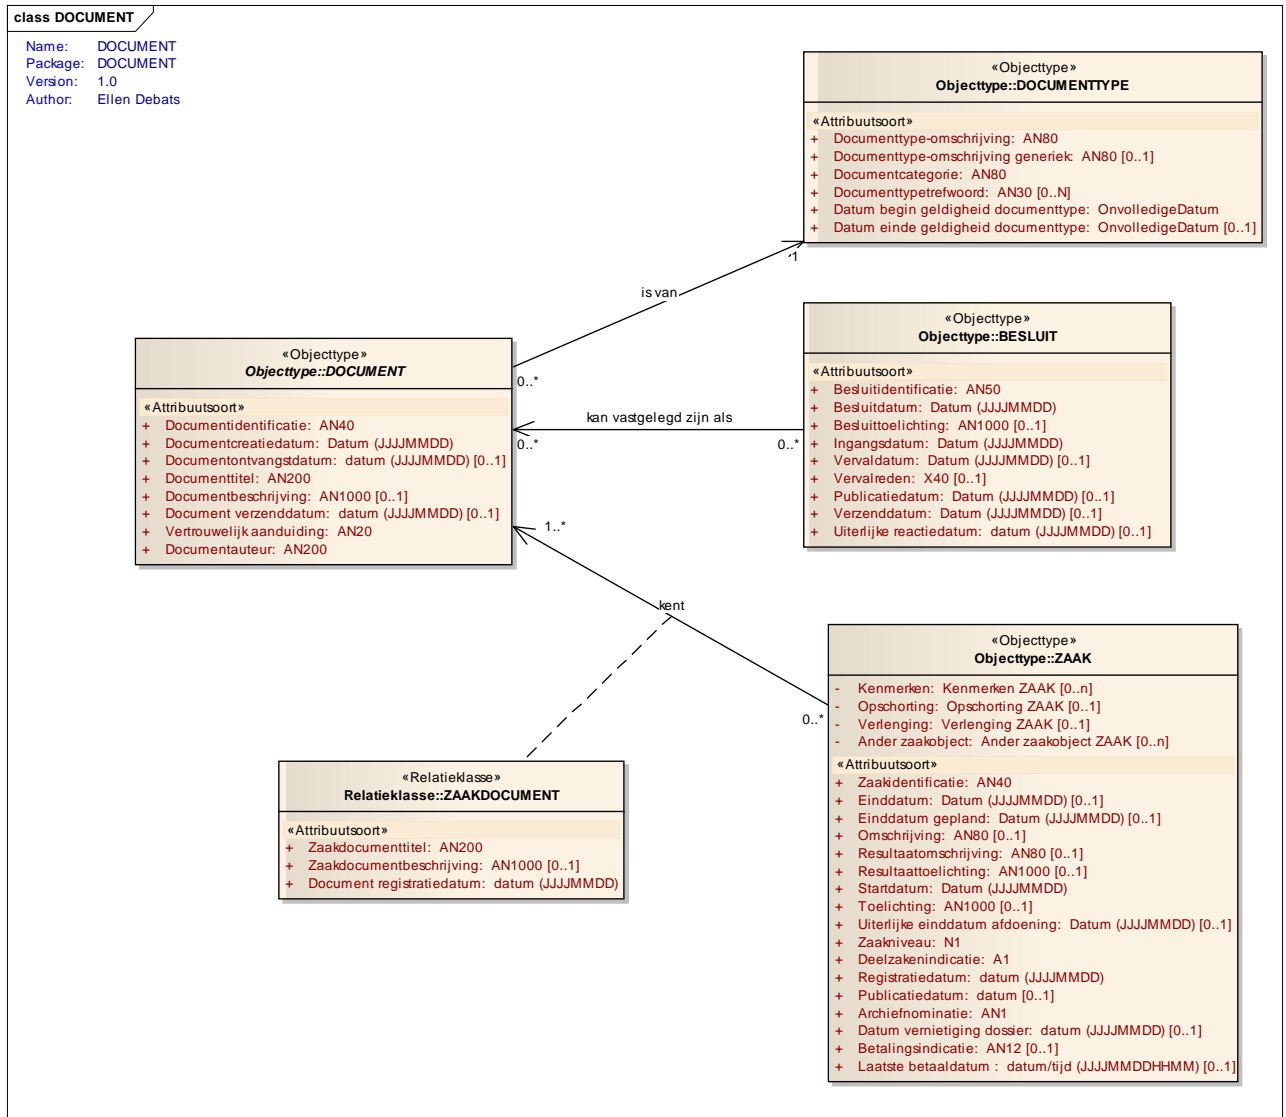 class DOCUMENT
Name: DOCUMENT
Package: DOCUMENT
Version: 1.0
Author: Ellen Debats
«Objecttype»
Objecttype::DOCUMENTTYPE
«Attribuutsoort»
+ Documenttype-omschrijving: AN80
+ Documenttype-omschrijving generiek: AN80 [0..1]
+ Documentcategorie: AN80
+ Documenttypetrefwoord: AN30 [0..N]
+ Datum begin geldigheid documenttype: OnvolledigeDatum
+ Datum einde geldigheid documenttype: OnvolledigeDatum [0..1]
1
is van
0..*
«Objecttype»
Objecttype::BESLUIT
«Attribuutsoort»
+ Besluitidentificatie: AN50
+ Besluitdatum: Datum (JJJJMMDD)
+ Besluittoelichting: AN1000 [0..1]
+ Ingangsdatum: Datum (JJJJMMDD)
+ Vervaldatum: Datum (JJJJMMDD) [0..1]
+ Vervalreden: X40 [0..1]
+ Publicatiedatum: Datum (JJJJMMDD) [0..1]
+ Verzenddatum: Datum (JJJJMMDD) [0..1]
+ Uiterlijke reactiedatum: datum (JJJJMMDD) [0..1]
«Objecttype»
Objecttype::DOCUMENT
«Attribuutsoort»
+ Documentidentificatie: AN40
+ Documentcreatiedatum: Datum (JJJJMMDD)
+ Documentontvangstdatum: datum (JJJJMMDD) [0..1]
+ Documenttitel: AN200
+ Documentbeschrijving: AN1000 [0..1]
+ Document verzenddatum: datum (JJJJMMDD) [0..1]
+ Vertrouwelijkaanduiding: AN20
+ Documentauteur: AN200
kan vastgelegd zijn als
0..*
0..*
1..*
kent
0..*
«Objecttype»
Objecttype::ZAAK
- Kenmerken: Kenmerken ZAAK [0..n]
- Opschorting: Opschorting ZAAK [0..1]
- Verlenging: Verlenging ZAAK [0..1]
- Ander zaakobject: Ander zaakobject ZAAK [0..n]
«Attribuutsoort»
+ Zaakidentificatie: AN40
+ Einddatum: Datum (JJJJMMDD) [0..1]
+ Einddatum gepland: Datum (JJJJMMDD) [0..1]
+ Omschrijving: AN80 [0..1]
+ Resultaatomschrijving: AN80 [0..1]
+ Resultaattoelichting: AN1000 [0..1]
+ Startdatum: Datum (JJJJMMDD)
+ Toelichting: AN1000 [0..1]
+ Uiterlijke einddatum afdoening: Datum (JJJJMMDD) [0..1]
+ Zaakniveau: N1
+ Deelzakenindicatie: A1
+ Registratiedatum: datum (JJJJMMDD)
+ Publicatiedatum: datum [0..1]
+ Archiefnominatie: AN1
+ Datum vernietiging dossier: datum (JJJJMMDD) [0..1]
+ Betalingsindicatie: AN12 [0..1]
+ Laatste betaaldatum : datum/tijd (JJJJMMDDHHMM) [0..1]
«Relatieklasse»
Relatieklasse::ZAAKDOCUMENT
«Attribuutsoort»
+ Zaakdocumenttitel: AN200
+ Zaakdocumentbeschrijving: AN1000 [0..1]
+ Document registratiedatum: datum (JJJJMMDD)